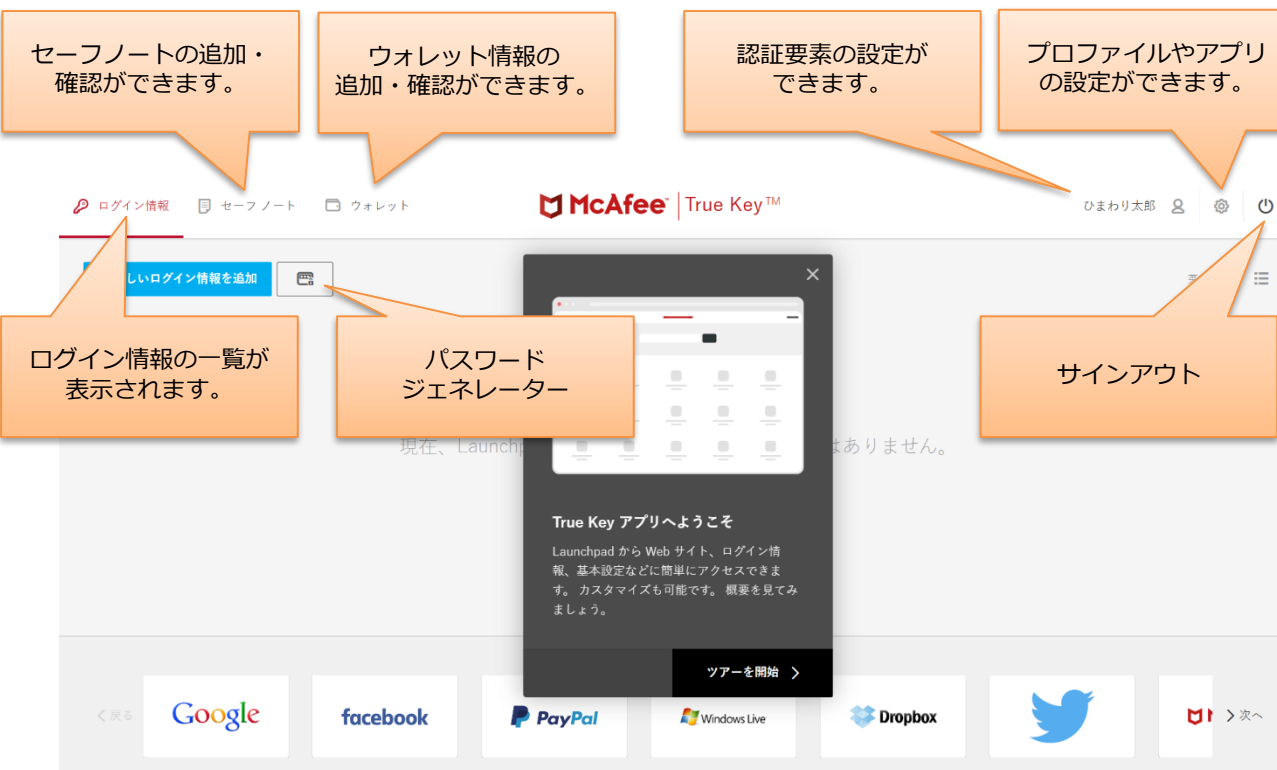 セーフノートの追加・
確認ができます。
ウォレット情報の
追加・確認ができます。
認証要素の設定が
できます。
プロファイルやアプリ
の設定ができます。
ログイン情報
セーフ ノート
ウォレット
McAfee™ | True Key™
ひまわり太郎
しいログイン情報を追加
ログイン情報の一覧が
表示されます。
パスワード
ジェネレーター
サインアウト
現在、Launchp
はありません。
True Key アプリへようこそ
Launchpad から Web サイト、ログイン情
報、基本設定などに簡単にアクセスできま
す。 カスタマイズも可能です。 概要を見てみ
ましょう。
ツアーを開始
戻る
Google
facebook
PayPal
Windows Live
Dropbox
次へ